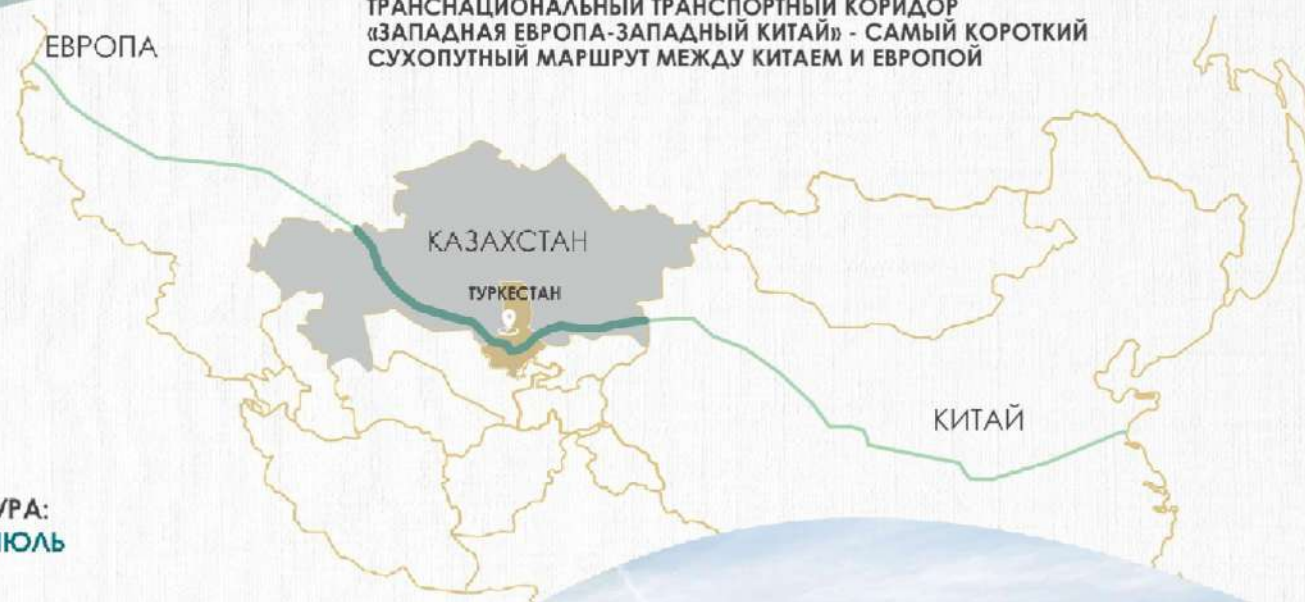 ТРАНСНАЦИОНАЛЬНЫЙ ТРАНСПОРТНЫЙ КОРИДОР
«ЗАПАДНАЯ ЕВРОПА-ЗАПАДНЫЙ КИТАЙ» - САМЫЙ КОРОТКИЙ
СУХОПУТНЫЙ МАРШРУТ МЕЖДУ КИТАЕМ И ЕВРОПОЙ
ЕВРОПА
КАЗАХСТАН
ТУРКЕСТАН
КИТАЙ